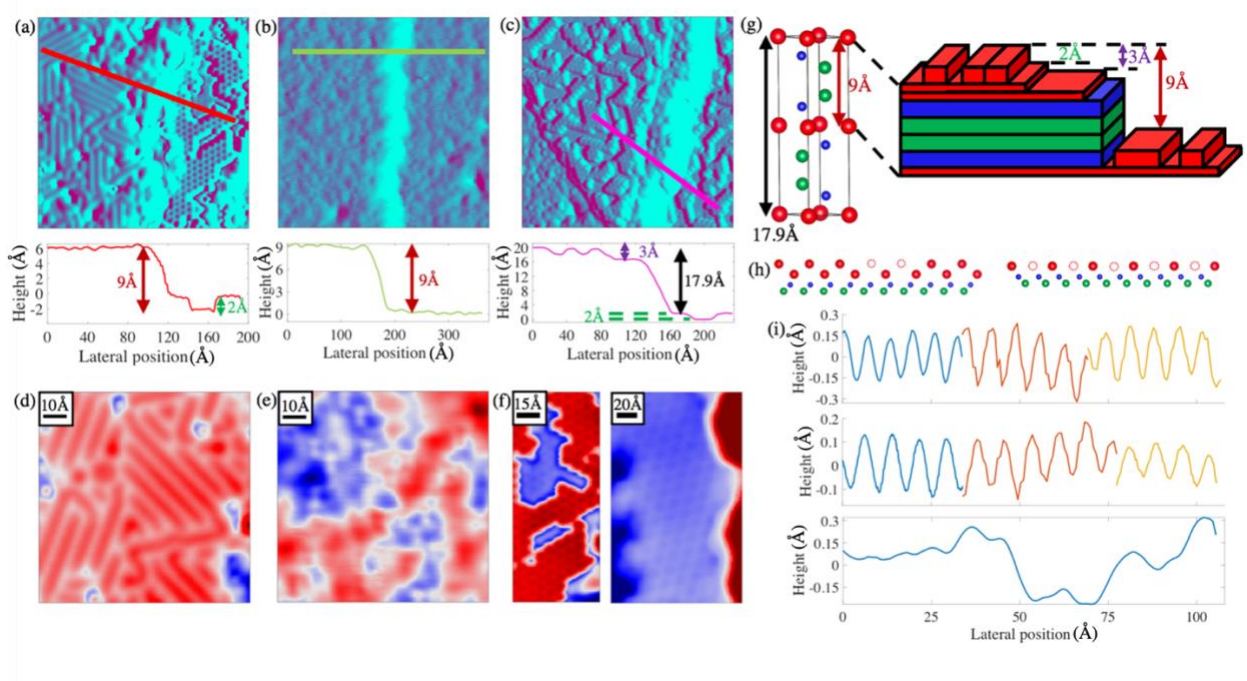 (a)
(b)
(c)
(g)
Height (Å)
6
4
2
0
-2
9Å
2Å
0 40 80 120 160 200
Lateral position (Å)
Height (Å)
9
6
3
0
9Å
0 100 200 300
Lateral position (Å)
Height (Å)
20
16
12
8
4
0
3Å
17.9Å
2Å
0 40 80 120 160 200
Lateral position (Å)
17.9Å
9Å
2Å
3Å
9Å
(h)
(d)
10Å
(e)
10Å
(f)
15Å
20Å
(i)
Height (Å)
0.3
0.15
0
-0.15
-0.3
Height (Å)
0.2
0.1
0
-0.1
Height (Å)
0.3
0.15
0
-0.15
0 25 50 75 100
Lateral position (Å)